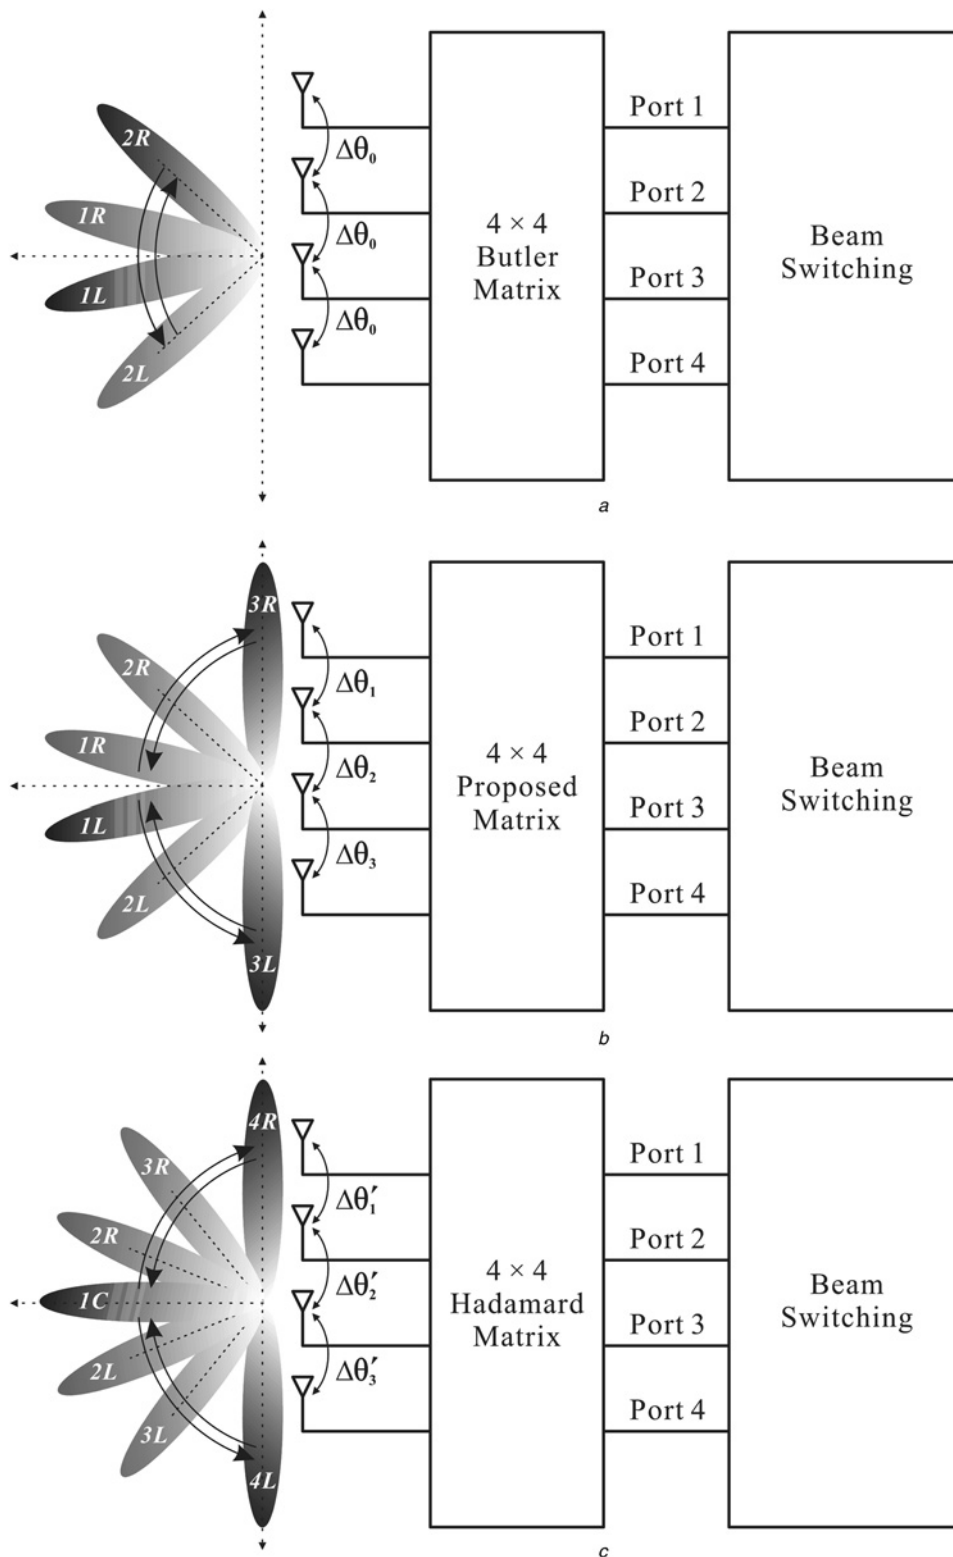 2R
1R
1L
2L
Δθ₀
Δθ₀
Δθ₀
4 × 4
Butler
Matrix
Port 1
Port 2
Port 3
Port 4
Beam
Switching
a
3R
2R
1R
1L
2L
3L
Δθ₁
Δθ₂
Δθ₃
4 × 4
Proposed
Matrix
Port 1
Port 2
Port 3
Port 4
Beam
Switching
b
4R
3R
2R
1C
2L
3L
4L
Δθ′₁
Δθ′₂
Δθ′₃
4 × 4
Hadamard
Matrix
Port 1
Port 2
Port 3
Port 4
Beam
Switching
c